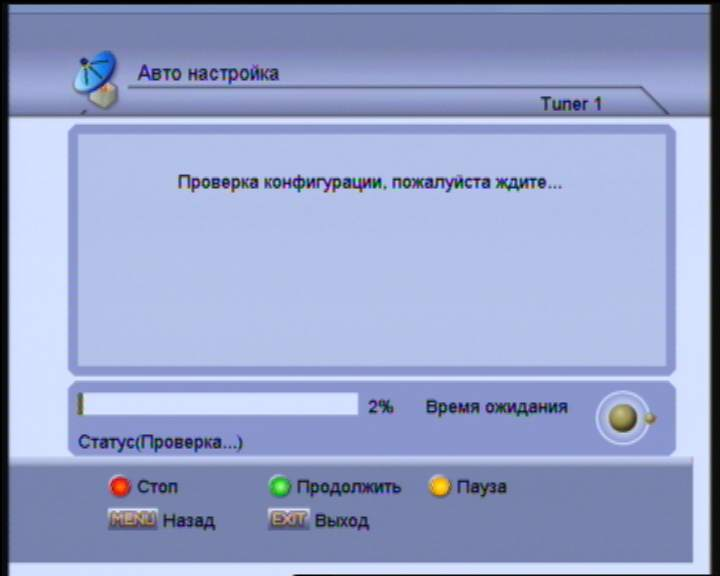 Авто настройка
Tuner 1
Проверка конфигурации, пожалуйста ждите...
2% Время ожидания
Статус(Проверка...)
Стоп Продолжить Пауза
MENU Назад EXIT Выход